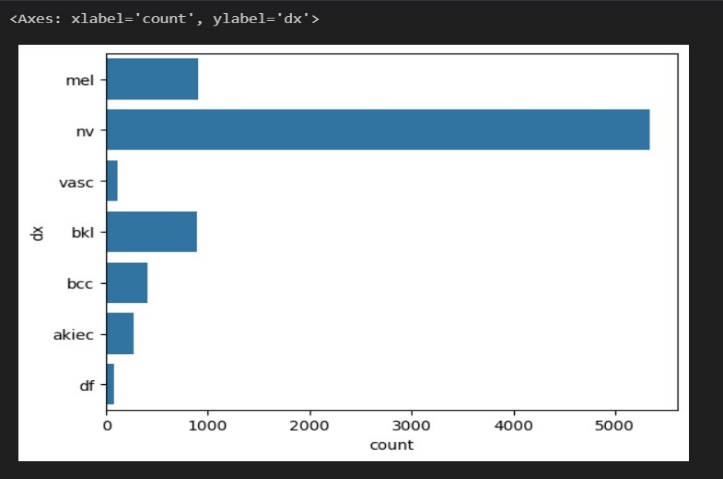 <Axes: xlabel='count', ylabel='dx'>
mel
nv
vasc
bkl
bcc
akiec
df
dx
0 1000 2000 3000 4000 5000
count